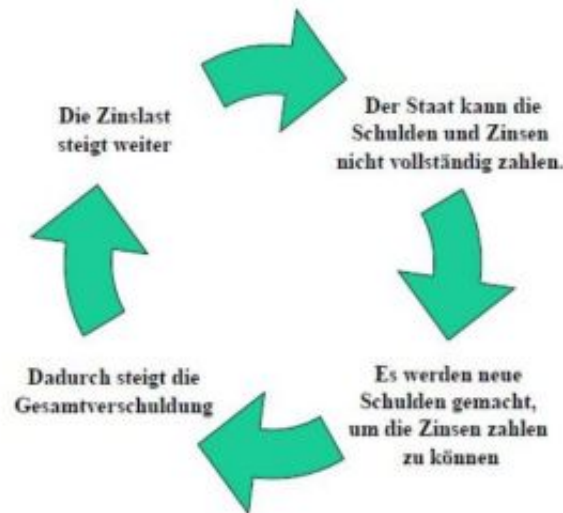 Die Zinslast
steigt weiter
Der Staat kann die
Schulden und Zinsen
nicht vollständig zahlen.
Es werden neue
Schulden gemacht,
um die Zinsen zahlen
zu können
Dadurch steigt die
Gesamtverschuldung